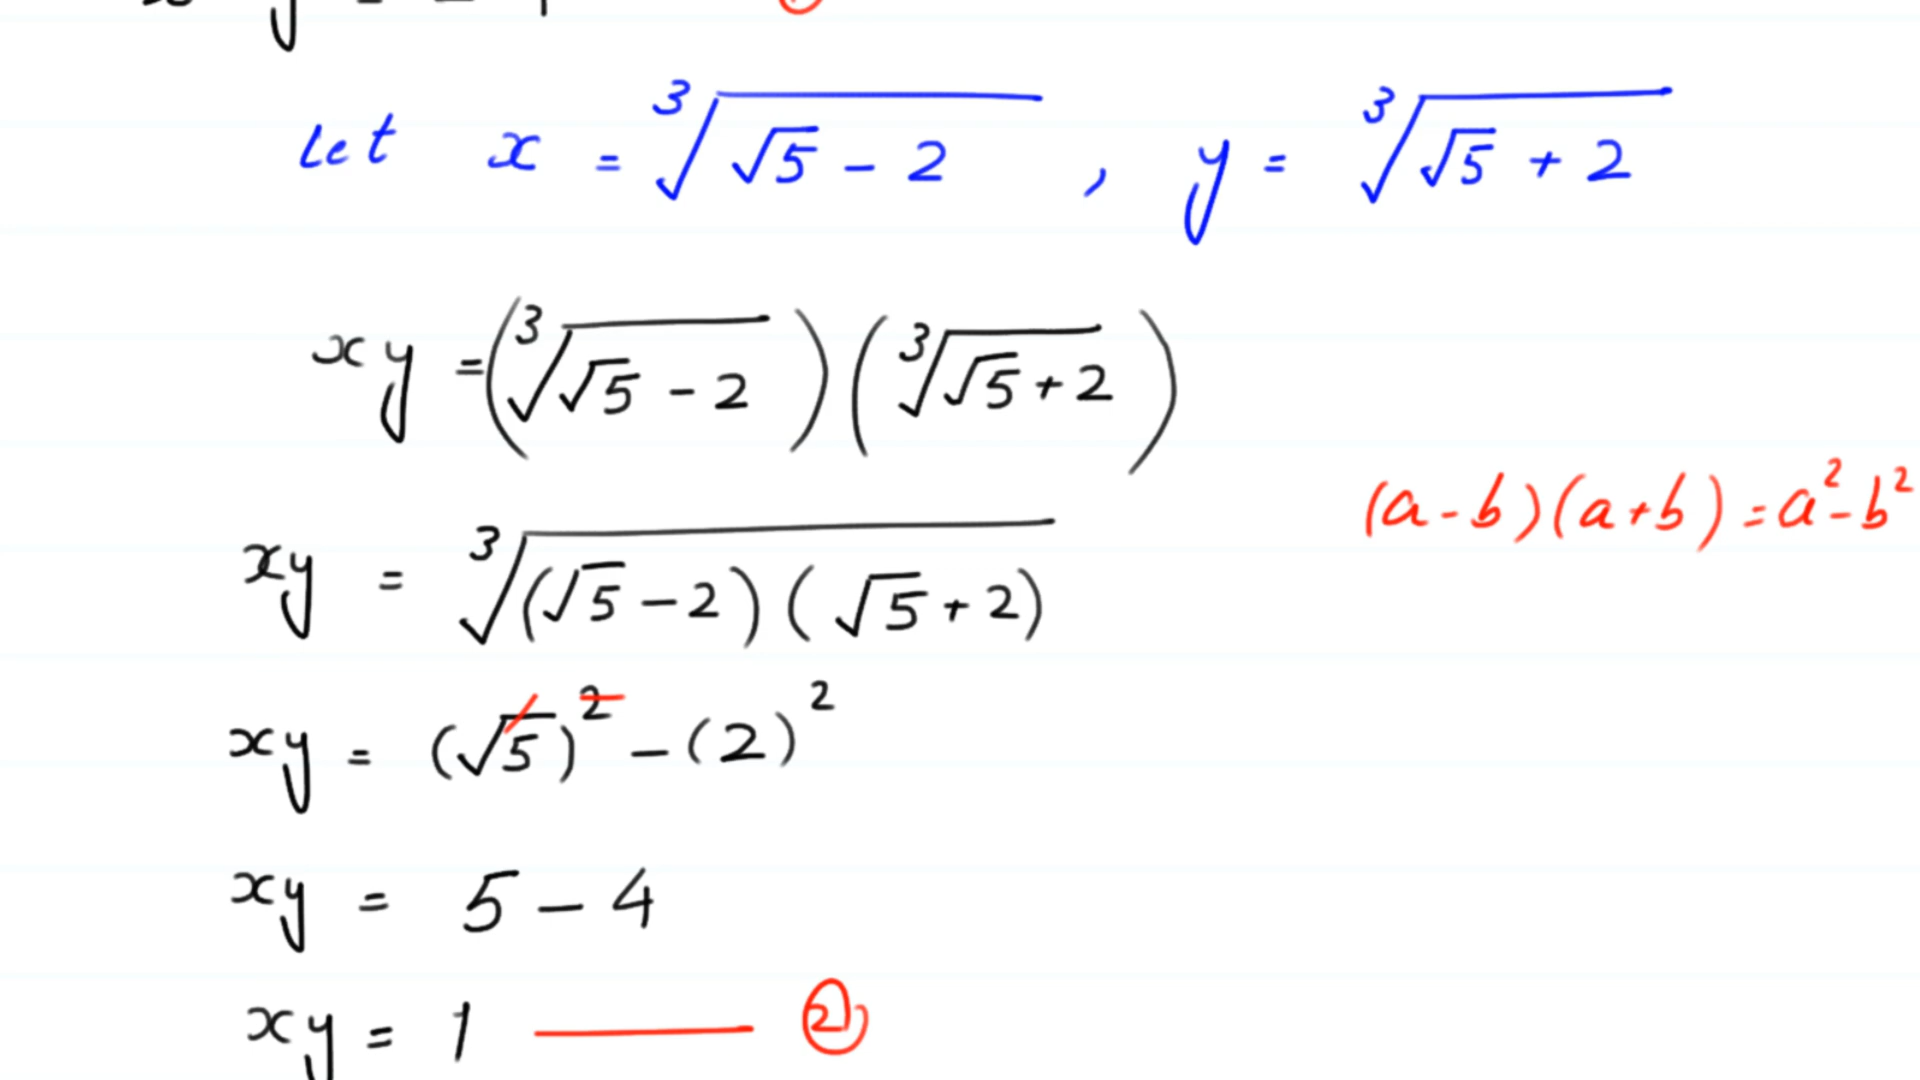 Let x = ∛(√5 - 2) , y = ∛(√5 + 2)
xy = (∛(√5 - 2)) (∛(√5 + 2))
(a - b)(a + b) = a² - b²
xy = ∛((√5 - 2)(√5 + 2))
xy = (√5)² - (2)²
xy = 5 - 4
xy = 1 —— ②